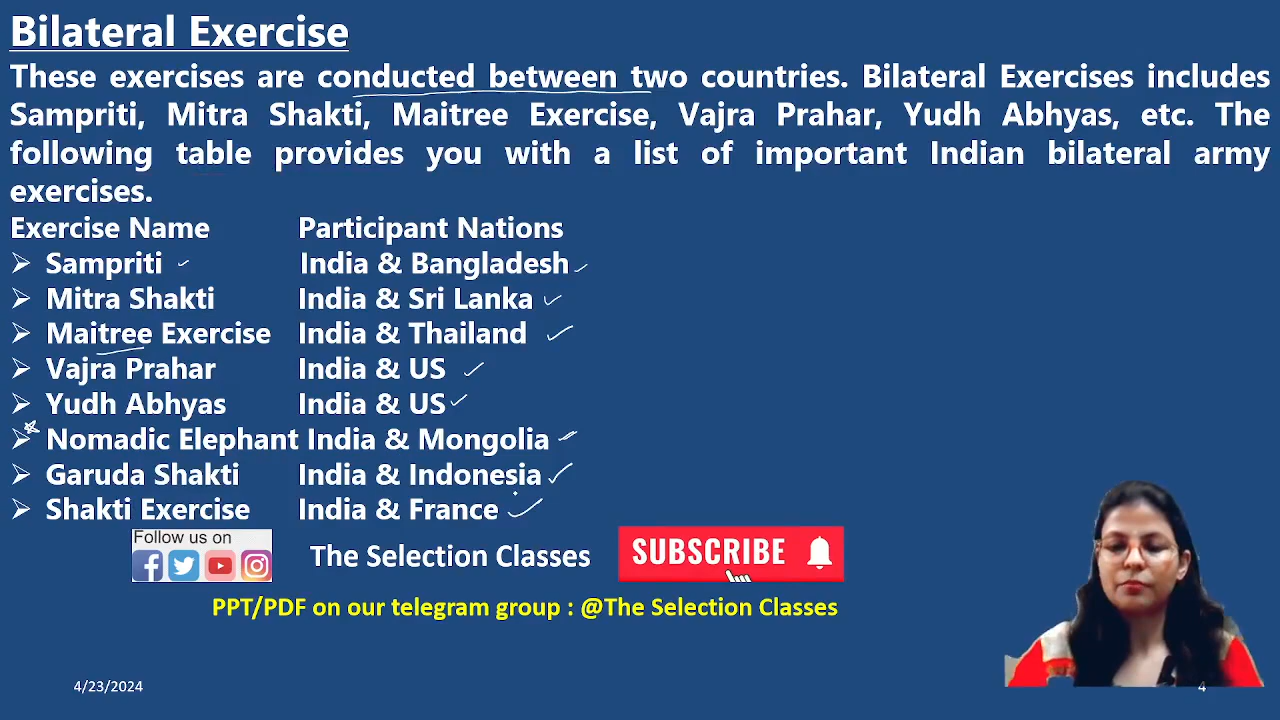 Bilateral Exercise
These exercises are conducted between two countries. Bilateral Exercises includes
Sampriti, Mitra Shakti, Maitree Exercise, Vajra Prahar, Yudh Abhyas, etc. The
following table provides you with a list of important Indian bilateral army
exercises.
Exercise Name Participant Nations
➢ Sampriti India & Bangladesh
➢ Mitra Shakti India & Sri Lanka
➢ Maitree Exercise India & Thailand
➢ Vajra Prahar India & US
➢ Yudh Abhyas India & US
➢ Nomadic Elephant India & Mongolia
➢ Garuda Shakti India & Indonesia
➢ Shakti Exercise India & France
Follow us on
The Selection Classes SUBSCRIBE
PPT/PDF on our telegram group : @The Selection Classes
4/23/2024 4